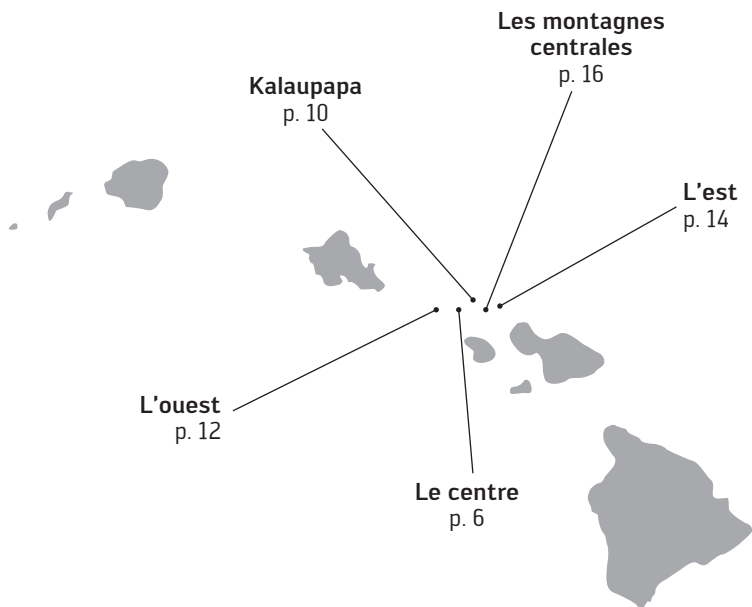 Les montagnes
centrales
p. 16
Kalaupapa
p. 10
L'est
p. 14
L'ouest
p. 12
Le centre
p. 6